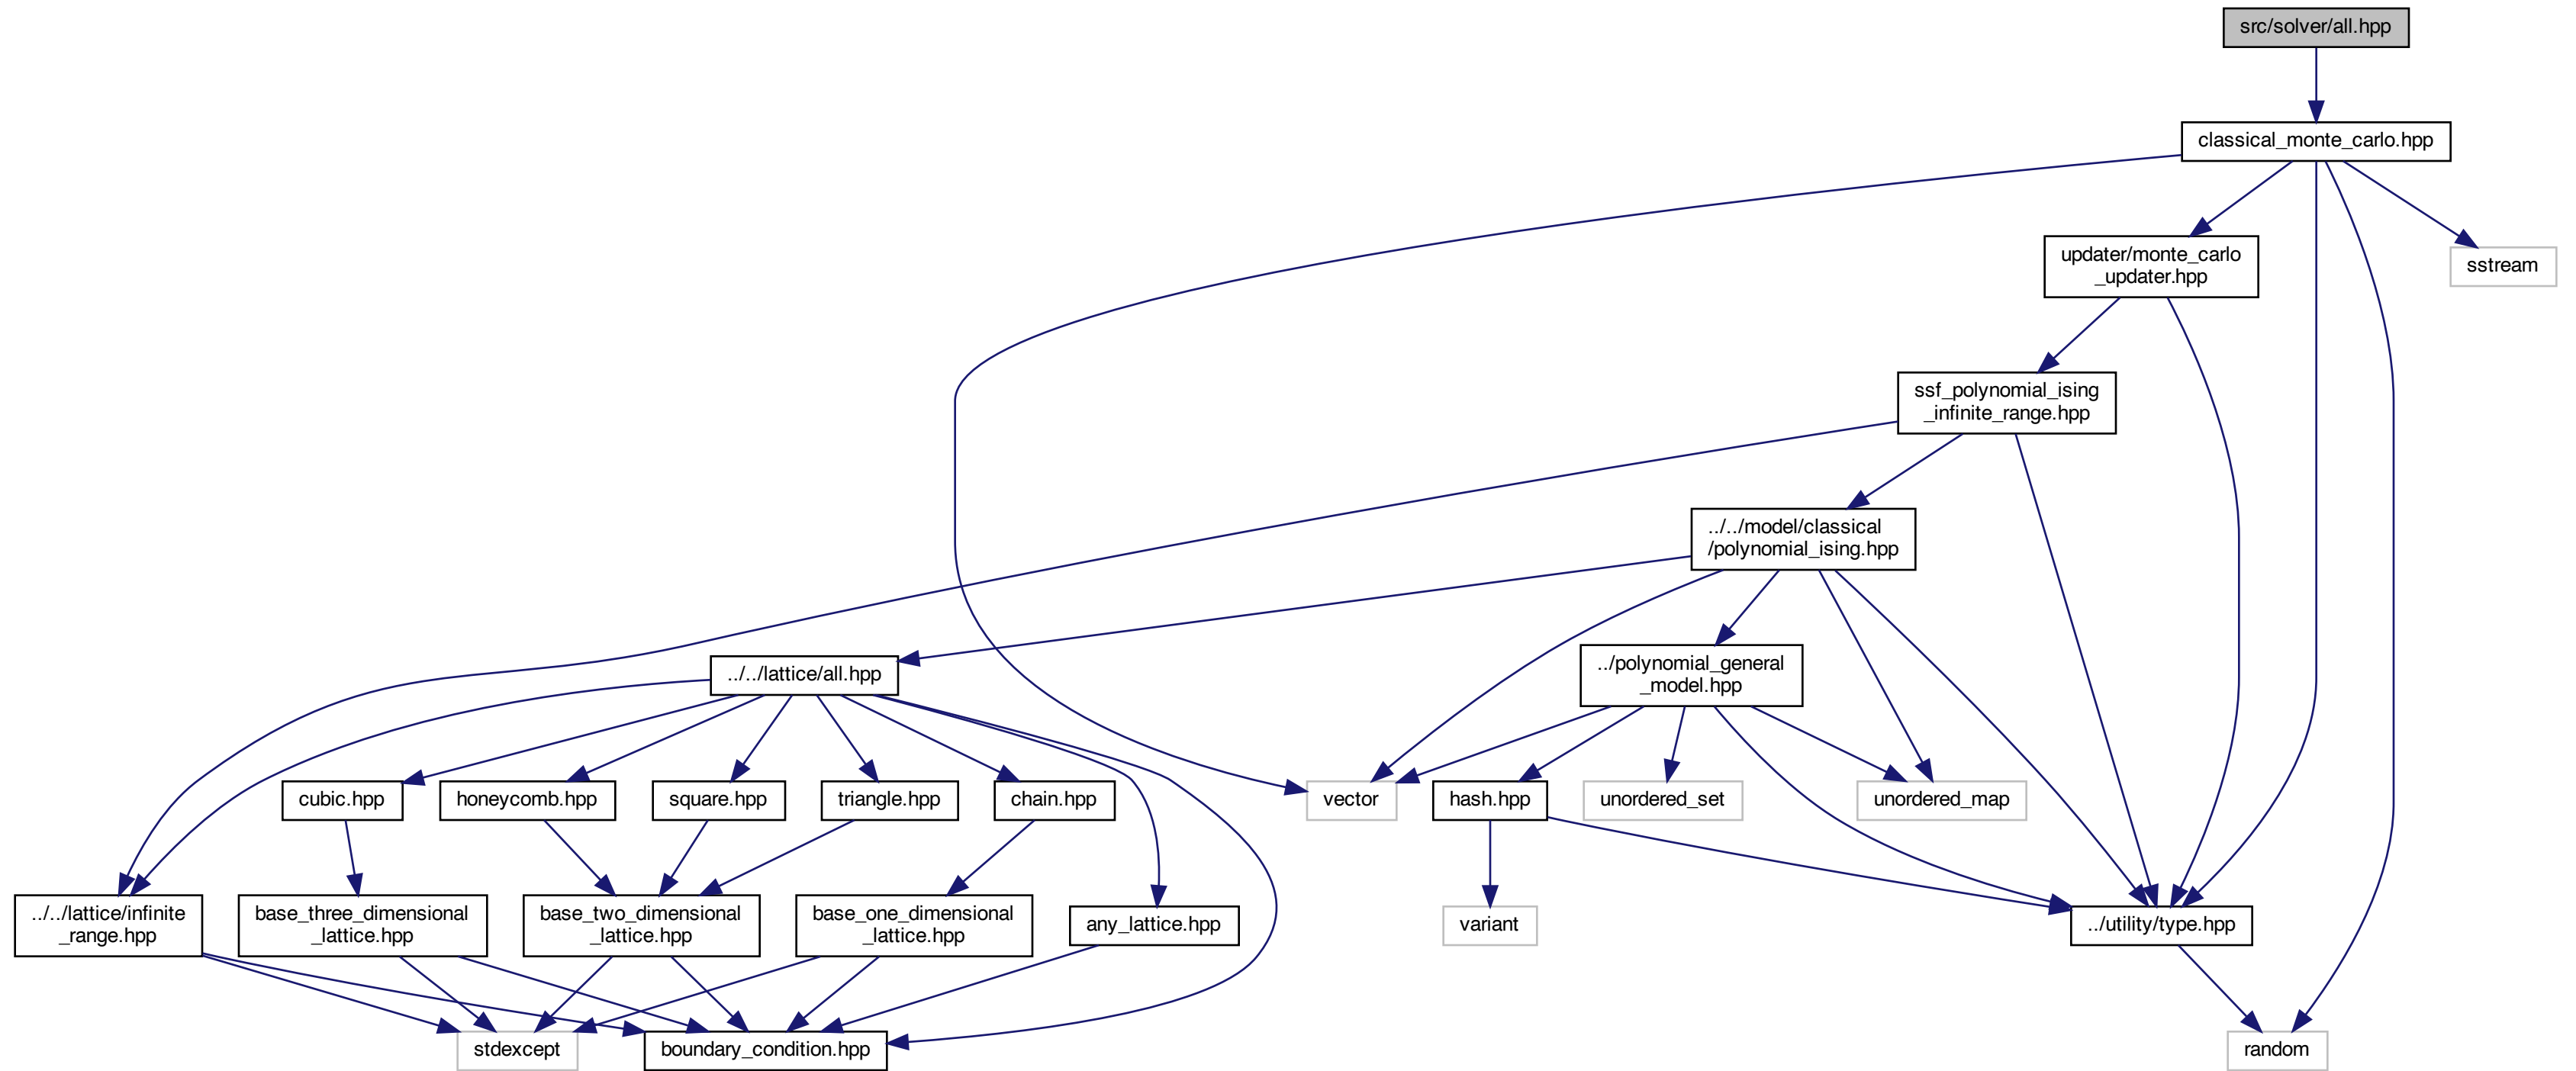 src/solver/all.hpp
classical_monte_carlo.hpp
updater/monte_carlo
_updater.hpp
sstream
ssf_polynomial_ising
_infinite_range.hpp
../../model/classical
/polynomial_ising.hpp
../../lattice/all.hpp
../polynomial_general
_model.hpp
cubic.hpp
honeycomb.hpp
square.hpp
triangle.hpp
chain.hpp
vector
hash.hpp
unordered_set
unordered_map
../../lattice/infinite
_range.hpp
base_three_dimensional
_lattice.hpp
base_two_dimensional
_lattice.hpp
base_one_dimensional
_lattice.hpp
any_lattice.hpp
variant
../utility/type.hpp
stdexcept
boundary_condition.hpp
random